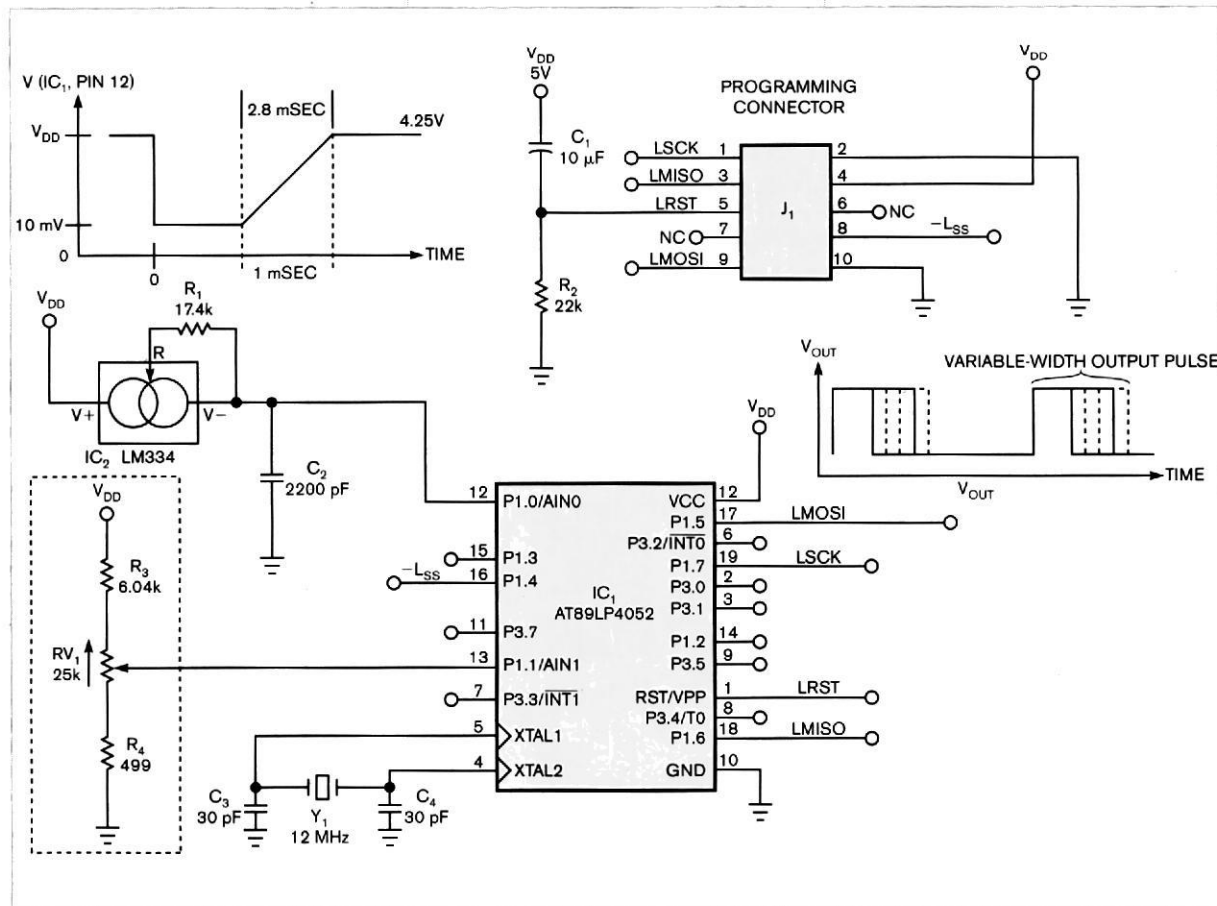 V (IC1, PIN 12)
VDD
2.8 mSEC
4.25V
10 mV
0
0
1 mSEC
TIME
VDD
5V
C1
10 µF
R2
22k
PROGRAMMING
CONNECTOR
VDD
LSCK 1
LMISO 3
LRST 5
NC 7
LMOSI 9
J1
2
4
6 NC
8 –LSS
10
VDD
R1
17.4k
R
V+
V–
IC2 LM334
C2
2200 pF
VOUT
VARIABLE-WIDTH OUTPUT PULSE
TIME
VOUT
VDD
R3
6.04k
RV1
25k
R4
499
–LSS
12 P1.0/AIN0
15 P1.3
16 P1.4
11 P3.7
13 P1.1/AIN1
7 P3.3/INT1
5 XTAL1
4 XTAL2
IC1
AT89LP4052
VDD
VCC 12
P1.5 17 LMOSI
P3.2/INT0 6
P1.7 19 LSCK
P3.0 2
P3.1 3
P1.2 14
P3.5 9
RST/VPP 1 LRST
P3.4/T0 8
P1.6 18 LMISO
GND 10
C3
30 pF
Y1
12 MHz
C4
30 pF